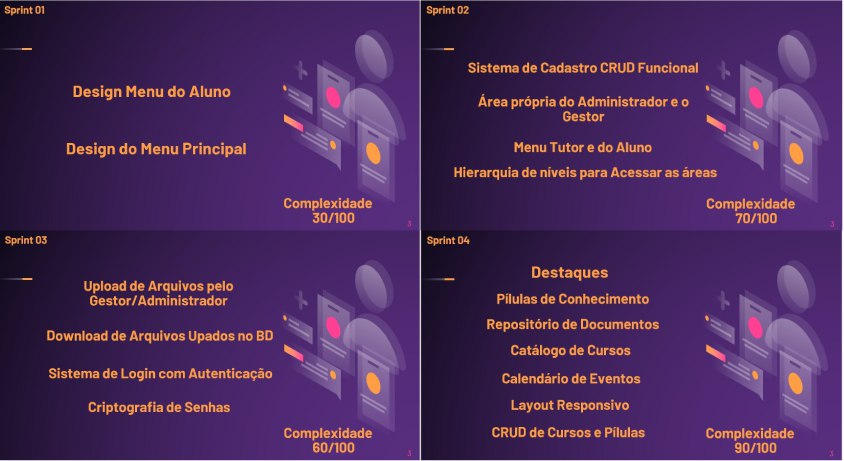 Sprint 01
Design Menu do Aluno
Design do Menu Principal
Complexidade
30/100
3
Sprint 02
Sistema de Cadastro CRUD Funcional
Área própria do Administrador e o
Gestor
Menu Tutor e do Aluno
Hierarquia de níveis para Acessar as áreas
Complexidade
70/100
3
Sprint 03
Upload de Arquivos pelo
Gestor/Administrador
Download de Arquivos Upados no BD
Sistema de Login com Autenticação
Criptografia de Senhas
Complexidade
60/100
3
Sprint 04
Destaques
Pílulas de Conhecimento
Repositório de Documentos
Catálogo de Cursos
Calendário de Eventos
Layout Responsivo
CRUD de Cursos e Pílulas
Complexidade
90/100
3